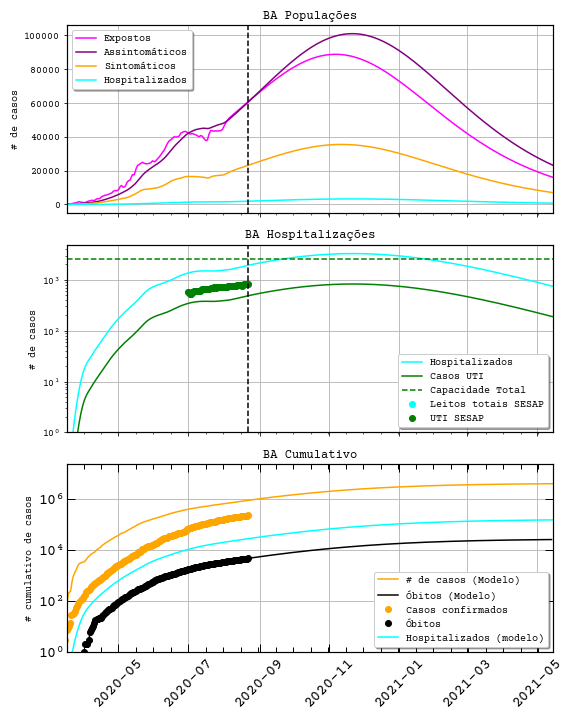 BA Populações
# de casos
100000
80000
60000
40000
20000
0
Expostos
Assintomáticos
Sintomáticos
Hospitalizados
BA Hospitalizações
# de casos
10³
10²
10¹
10⁰
Hospitalizados
Casos UTI
Capacidade Total
Leitos totais SESAP
UTI SESAP
BA Cumulativo
# cumulativo de casos
10⁶
10⁴
10²
10⁰
# de casos (Modelo)
Óbitos (Modelo)
Casos confirmados
Óbitos
Hospitalizados (modelo)
2020-05
2020-07
2020-09
2020-11
2021-01
2021-03
2021-05